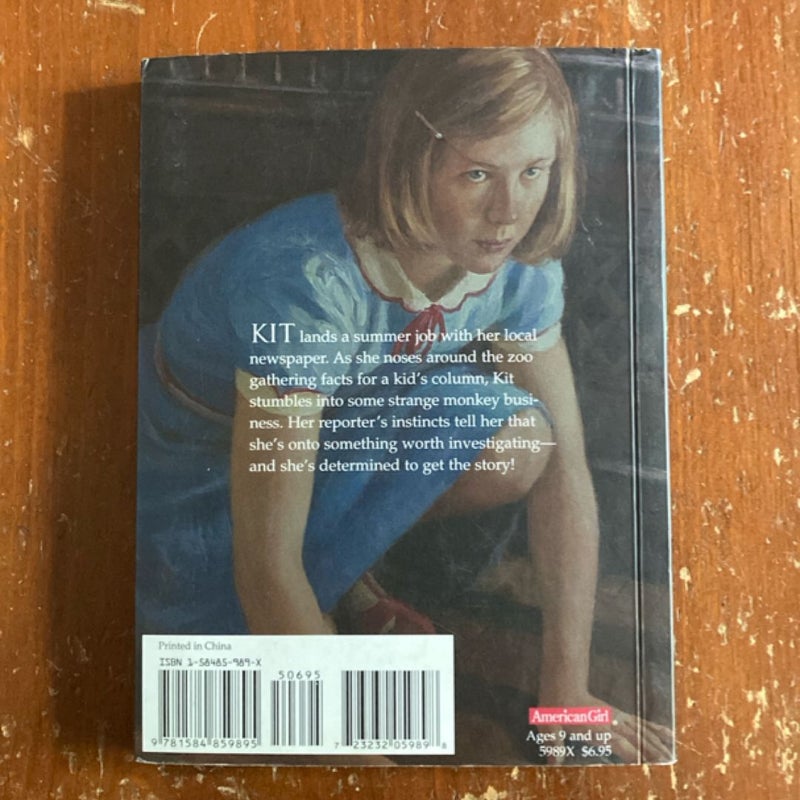 KIT lands a summer job with her local
newspaper. As she noses around the zoo
gathering facts for a kid's column, Kit
stumbles into some strange monkey busi-
ness. Her reporter's instincts tell her that
she's onto something worth investigating—
and she's determined to get the story!
Printed in China
ISBN 1-58485-989-X
50695
9 781584 859895
7 23232 05989 8
American Girl®
Ages 9 and up
5989X $6.95